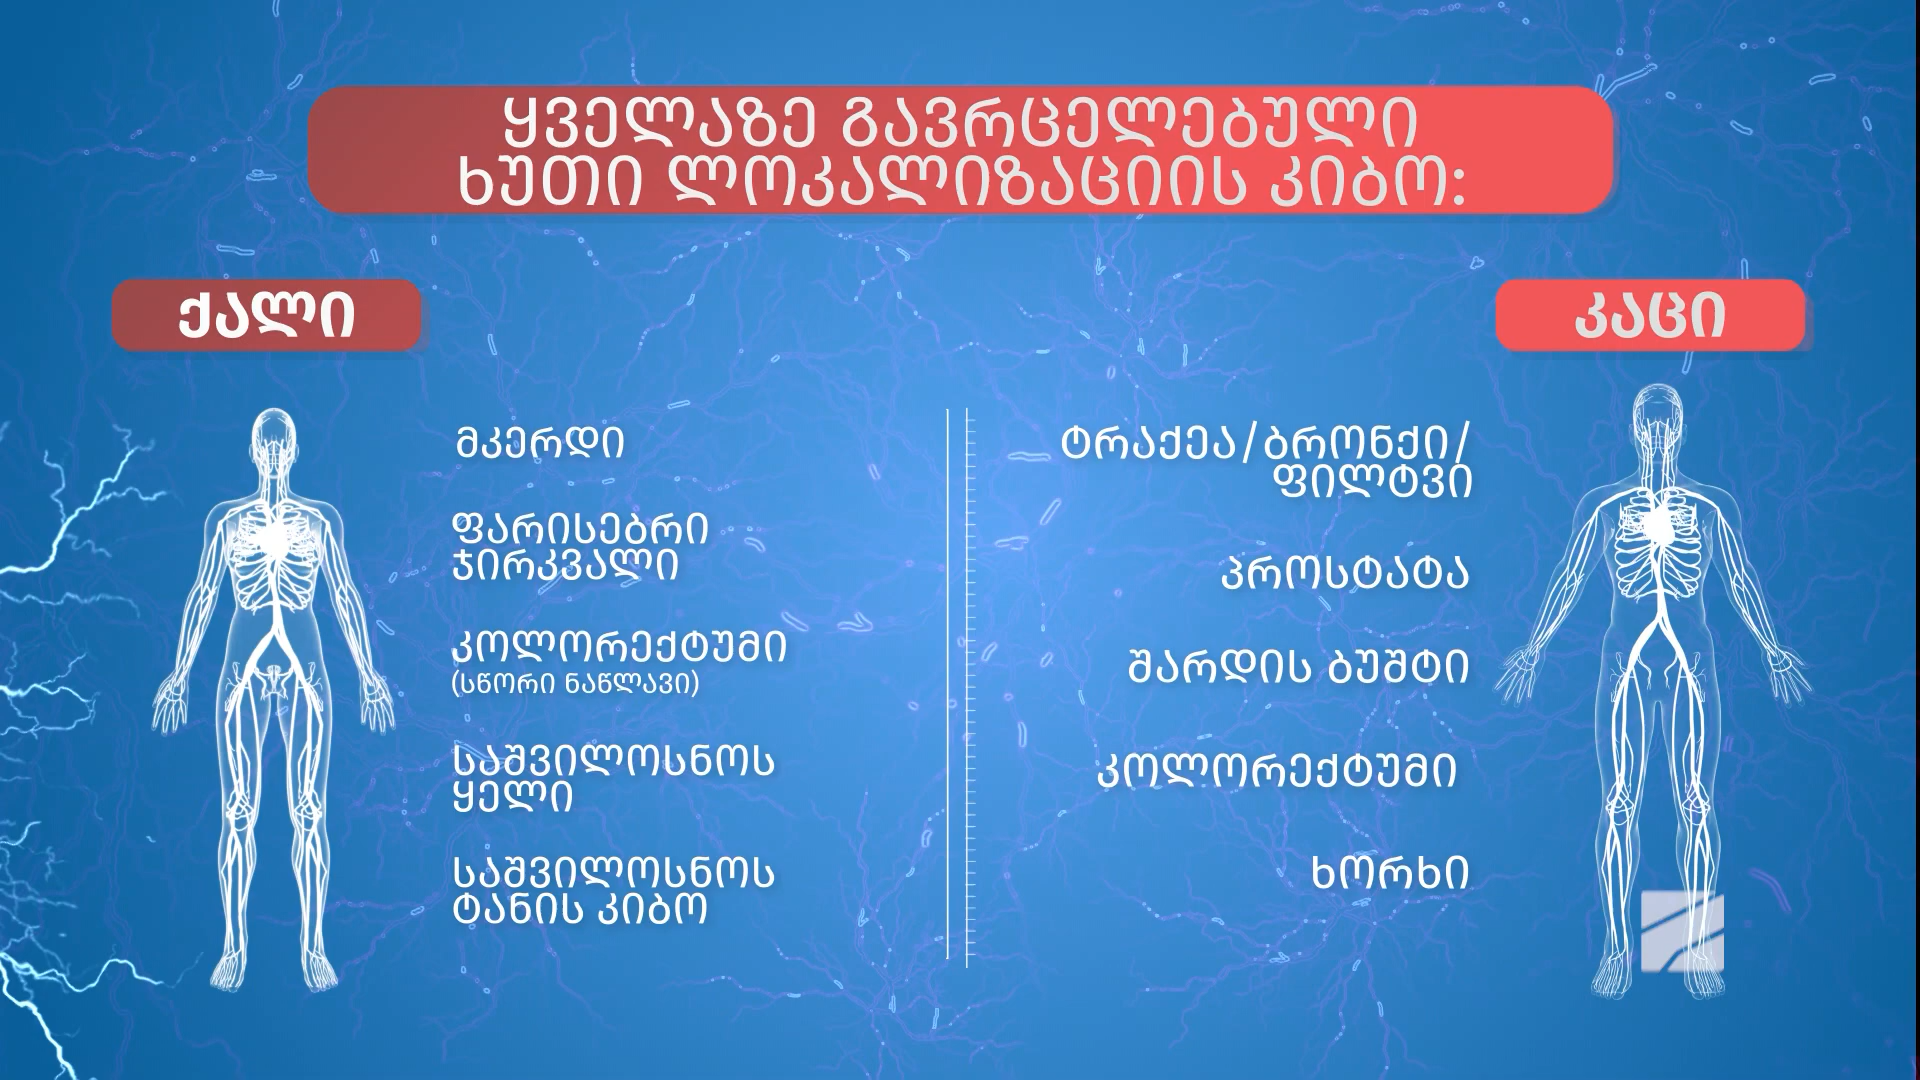 ყველაზე გავრცელებული
ხუთი ლოკალიზაციის კიბო:
ქალი
მკერდი
ფარისებრი
ჯირკვალი
კოლორექტუმი
(სწორი ნაწლავი)
საშვილოსნოს
ყელი
საშვილოსნოს
ტანის კიბო
კაცი
ტრაქეა/ბრონქი/
ფილტვი
პროსტატა
შარდის ბუშტი
კოლორექტუმი
ხორხი